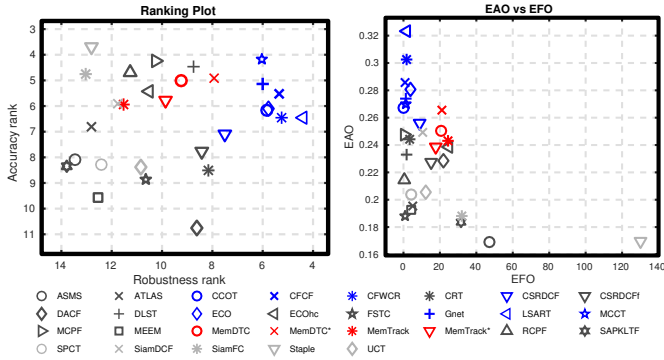 Ranking Plot
EAO vs EFO
Accuracy rank
3
4
5
6
7
8
9
10
11
14 12 10 8 6 4
Robustness rank
EAO
0.32
0.3
0.28
0.26
0.24
0.22
0.2
0.18
0.16
0 20 40 60 80 100 120 140
EFO
ASMS ATLAS CCOT CFCF CFWCR CRT CSRDCF CSRDCFf
DACF DLST ECO ECOhc FSTC Gnet LSART MCCT
MCPF MEEM MemDTC MemDTC* MemTrack MemTrack* RCPF SAPKLTF
SPCT SiamDCF SiamFC Staple UCT